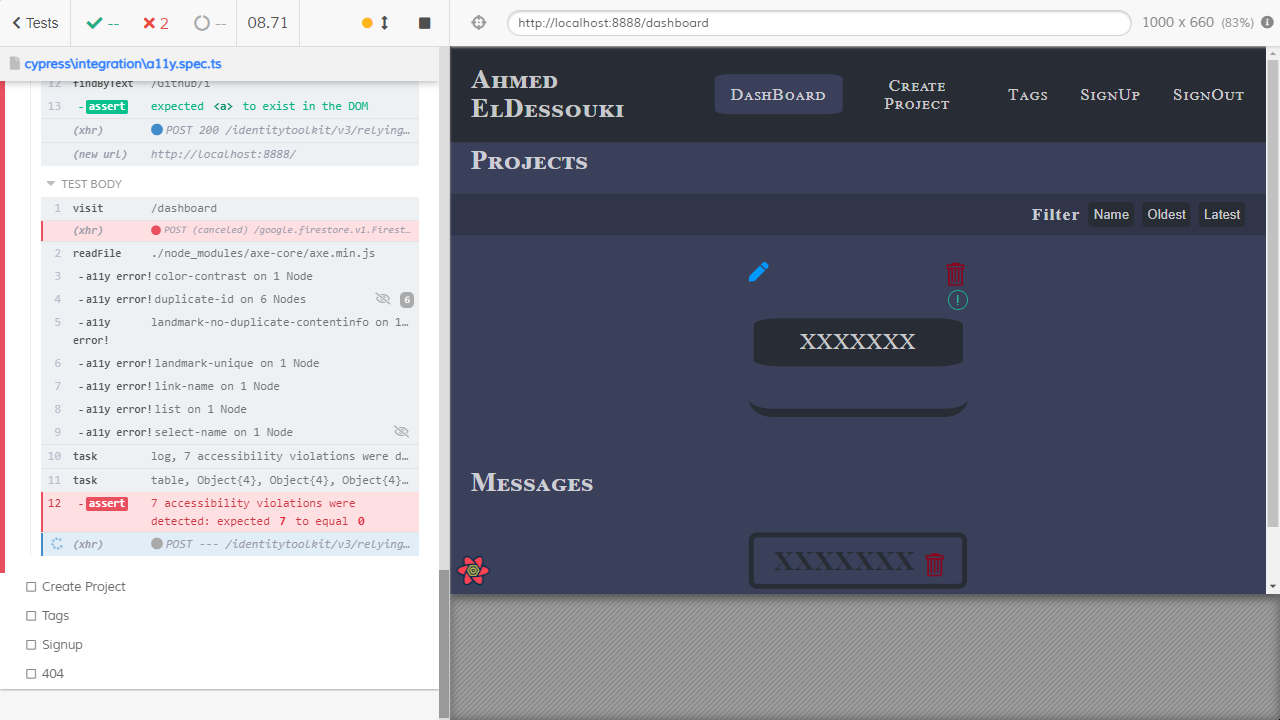 Tests
--
2
--
08.71
http://localhost:8888/dashboard
1000 x 660 (83%)
cypress\integration\a11y.spec.ts
12 findByText /Github/i
13 -assert expected <a> to exist in the DOM
(xhr) POST 200 /identitytoolkit/v3/relying…
(new url) http://localhost:8888/
TEST BODY
1 visit /dashboard
(xhr) POST (canceled) /google.firestore.v1.Firest…
2 readFile ./node_modules/axe-core/axe.min.js
3 -a11y error! color-contrast on 1 Node
4 -a11y error! duplicate-id on 6 Nodes 6
5 -a11y landmark-no-duplicate-contentinfo on 1…
error!
6 -a11y error! landmark-unique on 1 Node
7 -a11y error! link-name on 1 Node
8 -a11y error! list on 1 Node
9 -a11y error! select-name on 1 Node
10 task log, 7 accessibility violations were d…
11 task table, Object{4}, Object{4}, Object{4}…
12 -assert 7 accessibility violations were
detected: expected 7 to equal 0
(xhr) POST --- /identitytoolkit/v3/relying…
Create Project
Tags
Signup
404
Ahmed
ElDessouki
DashBoard
Create
Project
Tags
SignUp
SignOut
Projects
Filter Name Oldest Latest
XXXXXXX
Messages
XXXXXXX